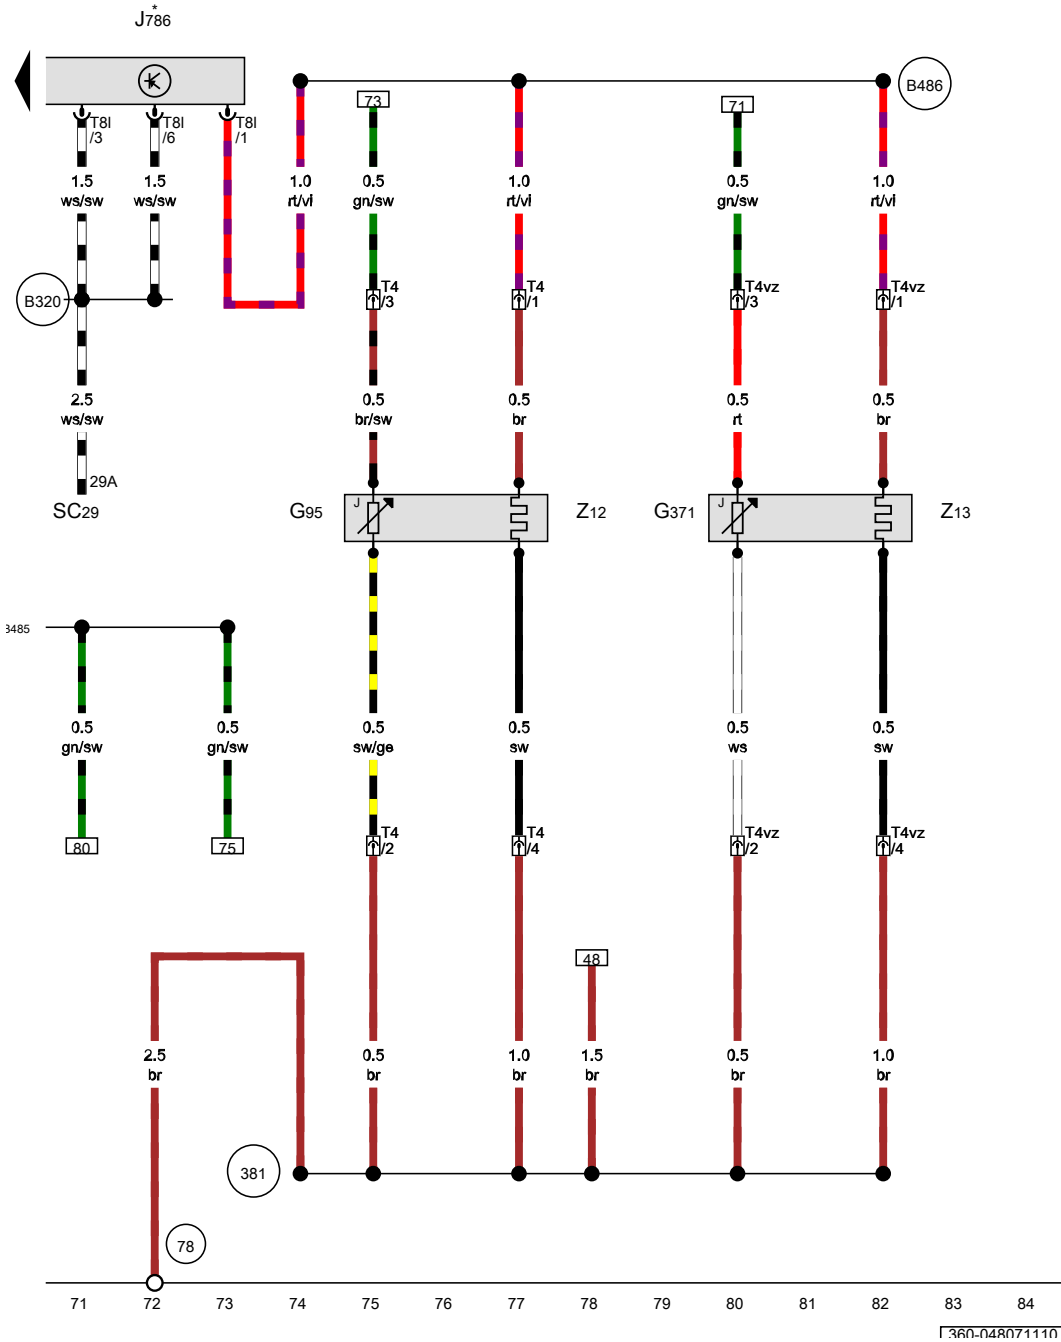 J786*
B486
73
71
T8l
/3
T8l
/6
T8l
/1
1.5
ws/sw
1.5
ws/sw
1.0
rt/vi
0.5
gn/sw
1.0
rt/vi
0.5
gn/sw
1.0
rt/vi
B320
T4
/3
T4
/1
T4vz
/3
T4vz
/1
2.5
ws/sw
0.5
br/sw
0.5
br
0.5
rt
0.5
br
29A
SC29
G95
J
Z12
G371
J
Z13
B485
0.5
gn/sw
0.5
gn/sw
0.5
sw/ge
0.5
sw
0.5
ws
0.5
sw
80
75
T4
/2
T4
/4
T4vz
/2
T4vz
/4
48
2.5
br
0.5
br
1.0
br
1.5
br
0.5
br
1.0
br
381
78
71 72 73 74 75 76 77 78 79 80 81 82 83 84
360-048071110